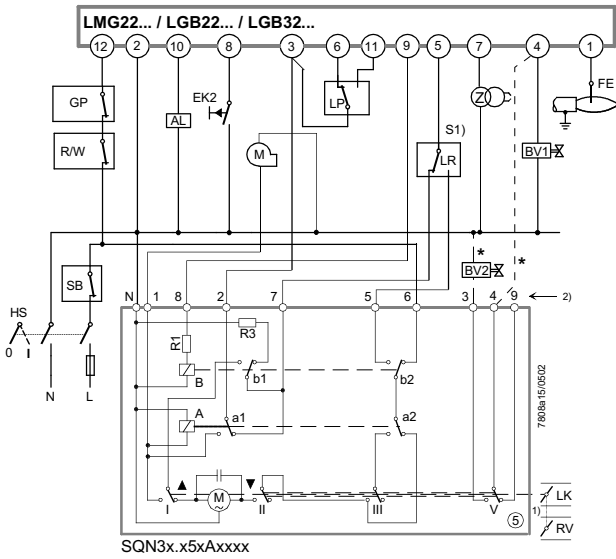 LMG22... / LGB22... / LGB32...
12 2 10 8 3 6 11 9 5 7 4 1
FE
GP
EK2
LP
Z
S1)
AL
R/W
M
LR
BV1
*
*
BV2
SB
HS
N 1 8 2 7 5 6 3 4 9 2)
0 I
R1
R3
B
b1
b2
N L
A
a1
a2
7808a15/0502
M
LK
I II III V
1)
5
RV
SQN3x.x5xAxxxx